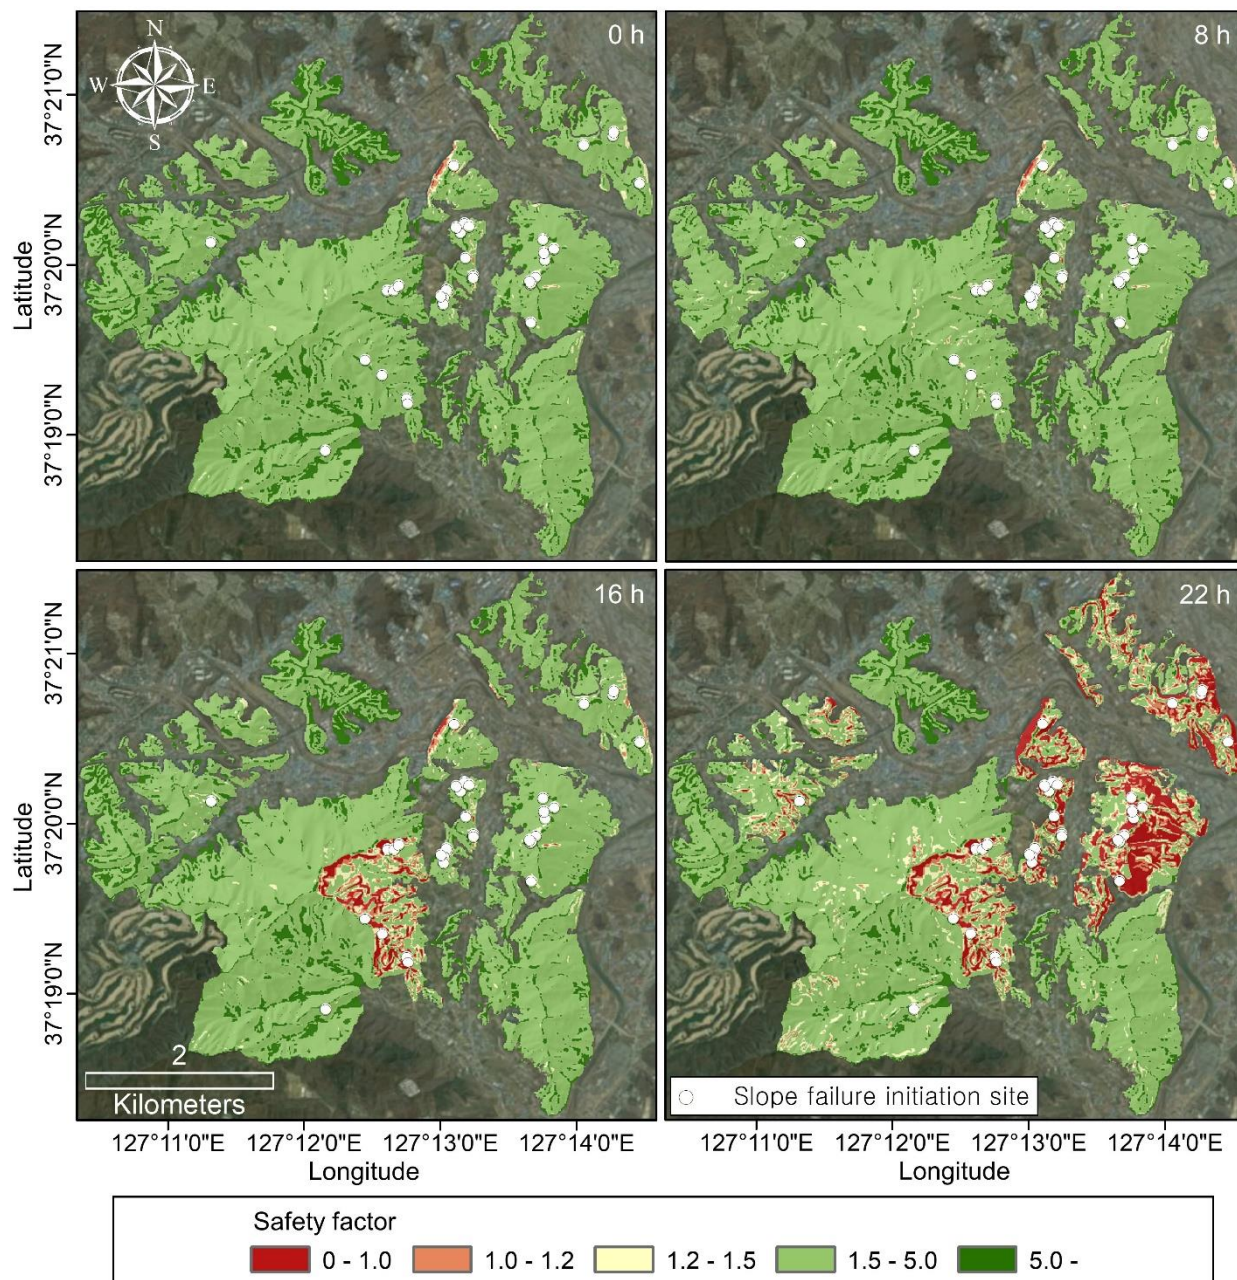 0 h
8 h
N
W E
S
37°21'0"N
37°20'0"N
37°19'0"N
Latitude
16 h
22 h
37°21'0"N
37°20'0"N
37°19'0"N
Latitude
2
Kilometers
Slope failure initiation site
127°11'0"E 127°12'0"E 127°13'0"E 127°14'0"E
127°11'0"E 127°12'0"E 127°13'0"E 127°14'0"E
Longitude
Longitude
Safety factor
0 - 1.0 1.0 - 1.2 1.2 - 1.5 1.5 - 5.0 5.0 -